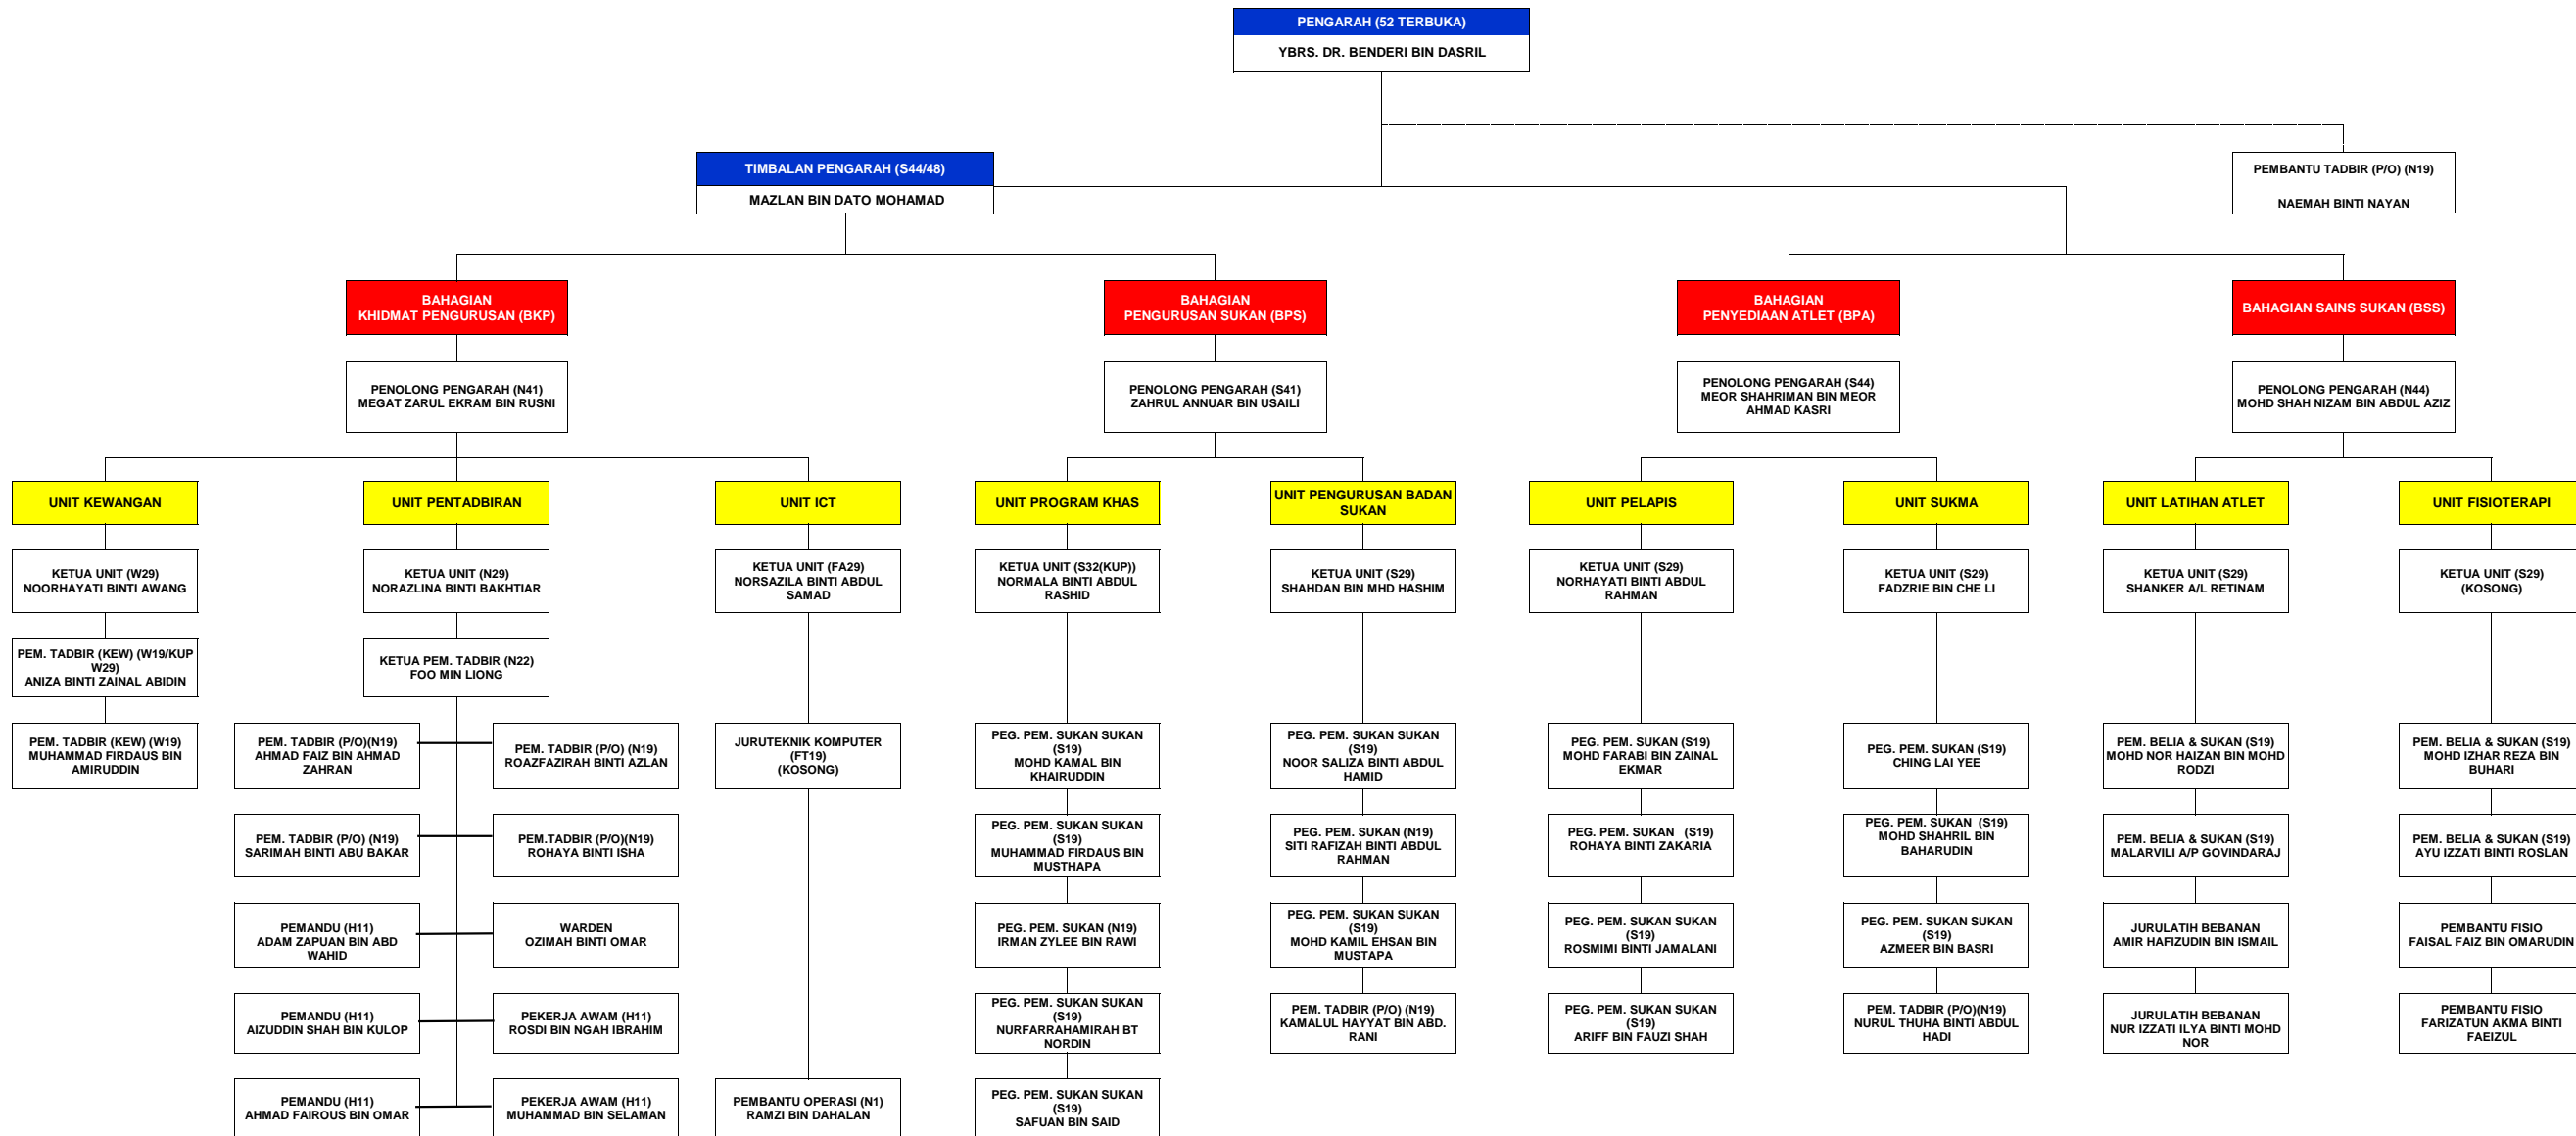 PENGARAH (52 TERBUKA)
YBRS. DR. BENDERI BIN DASRIL
TIMBALAN PENGARAH (S44/48)
MAZLAN BIN DATO MOHAMAD
PEMBANTU TADBIR (P/O) (N19)
NAEMAH BINTI NAYAN
BAHAGIAN
KHIDMAT PENGURUSAN (BKP)
BAHAGIAN
PENGURUSAN SUKAN (BPS)
BAHAGIAN
PENYEDIAAN ATLET (BPA)
BAHAGIAN SAINS SUKAN (BSS)
PENOLONG PENGARAH (N41)
MEGAT ZARUL EKRAM BIN RUSNI
PENOLONG PENGARAH (S41)
ZAHRUL ANNUAR BIN USAILI
PENOLONG PENGARAH (S44)
MEOR SHAHRIMAN BIN MEOR
AHMAD KASRI
PENOLONG PENGARAH (N44)
MOHD SHAH NIZAM BIN ABDUL AZIZ
UNIT KEWANGAN
UNIT PENTADBIRAN
UNIT ICT
UNIT PROGRAM KHAS
UNIT PENGURUSAN BADAN
SUKAN
UNIT PELAPIS
UNIT SUKMA
UNIT LATIHAN ATLET
UNIT FISIOTERAPI
KETUA UNIT (W29)
NOORHAYATI BINTI AWANG
KETUA UNIT (N29)
NORAZLINA BINTI BAKHTIAR
KETUA UNIT (FA29)
NORSAZILA BINTI ABDUL
SAMAD
KETUA UNIT (S32(KUP))
NORMALA BINTI ABDUL
RASHID
KETUA UNIT (S29)
SHAHDAN BIN MHD HASHIM
KETUA UNIT (S29)
NORHAYATI BINTI ABDUL
RAHMAN
KETUA UNIT (S29)
FADZRIE BIN CHE LI
KETUA UNIT (S29)
SHANKER A/L RETINAM
KETUA UNIT (S29)
(KOSONG)
PEM. TADBIR (KEW) (W19/KUP
W29)
ANIZA BINTI ZAINAL ABIDIN
KETUA PEM. TADBIR (N22)
FOO MIN LIONG
PEM. TADBIR (KEW) (W19)
MUHAMMAD FIRDAUS BIN
AMIRUDDIN
PEM. TADBIR (P/O)(N19)
AHMAD FAIZ BIN AHMAD
ZAHRAN
PEM. TADBIR (P/O) (N19)
ROAZFAZIRAH BINTI AZLAN
JURUTEKNIK KOMPUTER
(FT19)
(KOSONG)
PEG. PEM. SUKAN SUKAN
(S19)
MOHD KAMAL BIN
KHAIRUDDIN
PEG. PEM. SUKAN SUKAN
(S19)
NOOR SALIZA BINTI ABDUL
HAMID
PEG. PEM. SUKAN (S19)
MOHD FARABI BIN ZAINAL
EKMAR
PEG. PEM. SUKAN (S19)
CHING LAI YEE
PEM. BELIA & SUKAN (S19)
MOHD NOR HAIZAN BIN MOHD
RODZI
PEM. BELIA & SUKAN (S19)
MOHD IZHAR REZA BIN
BUHARI
PEM. TADBIR (P/O) (N19)
SARIMAH BINTI ABU BAKAR
PEM.TADBIR (P/O)(N19)
ROHAYA BINTI ISHA
PEG. PEM. SUKAN SUKAN
(S19)
MUHAMMAD FIRDAUS BIN
MUSTHAPA
PEG. PEM. SUKAN (N19)
SITI RAFIZAH BINTI ABDUL
RAHMAN
PEG. PEM. SUKAN (S19)
ROHAYA BINTI ZAKARIA
PEG. PEM. SUKAN (S19)
MOHD SHAHRIL BIN
BAHARUDIN
PEM. BELIA & SUKAN (S19)
MALARVILI A/P GOVINDARAJ
PEM. BELIA & SUKAN (S19)
AYU IZZATI BINTI ROSLAN
PEMANDU (H11)
ADAM ZAPUAN BIN ABD
WAHID
WARDEN
OZIMAH BINTI OMAR
PEG. PEM. SUKAN (N19)
IRMAN ZYLEE BIN RAWI
PEG. PEM. SUKAN SUKAN
(S19)
MOHD KAMIL EHSAN BIN
MUSTAPA
PEG. PEM. SUKAN SUKAN
(S19)
ROSMIMI BINTI JAMALANI
PEG. PEM. SUKAN SUKAN
(S19)
AZMEER BIN BASRI
JURULATIH BEBANAN
AMIR HAFIZUDIN BIN ISMAIL
PEMBANTU FISIO
FAISAL FAIZ BIN OMARUDIN
PEMANDU (H11)
AIZUDDIN SHAH BIN KULOP
PEKERJA AWAM (H11)
ROSDI BIN NGAH IBRAHIM
PEG. PEM. SUKAN SUKAN
(S19)
NURFARRAHAMIRAH BT
NORDIN
PEM. TADBIR (P/O) (N19)
KAMALUL HAYYAT BIN ABD.
RANI
PEG. PEM. SUKAN SUKAN
(S19)
ARIFF BIN FAUZI SHAH
PEM. TADBIR (P/O)(N19)
NURUL THUHA BINTI ABDUL
HADI
JURULATIH BEBANAN
NUR IZZATI ILYA BINTI MOHD
NOR
PEMBANTU FISIO
FARIZATUN AKMA BINTI
FAEIZUL
PEMANDU (H11)
AHMAD FAIROUS BIN OMAR
PEKERJA AWAM (H11)
MUHAMMAD BIN SELAMAN
PEMBANTU OPERASI (N1)
RAMZI BIN DAHALAN
PEG. PEM. SUKAN SUKAN
(S19)
SAFUAN BIN SAID